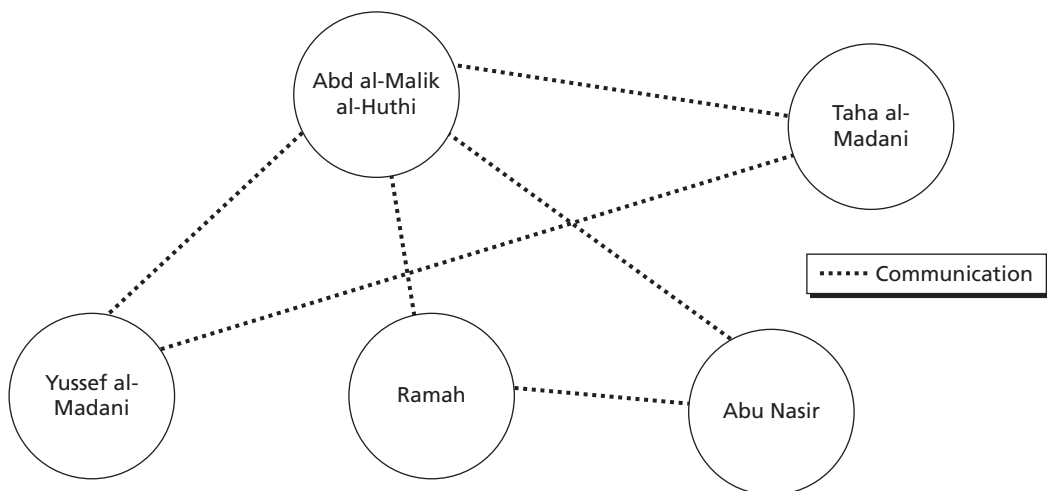 Abd al-Malik
al-Huthi
Taha al-
Madani
Communication
Yussef al-
Madani
Ramah
Abu Nasir